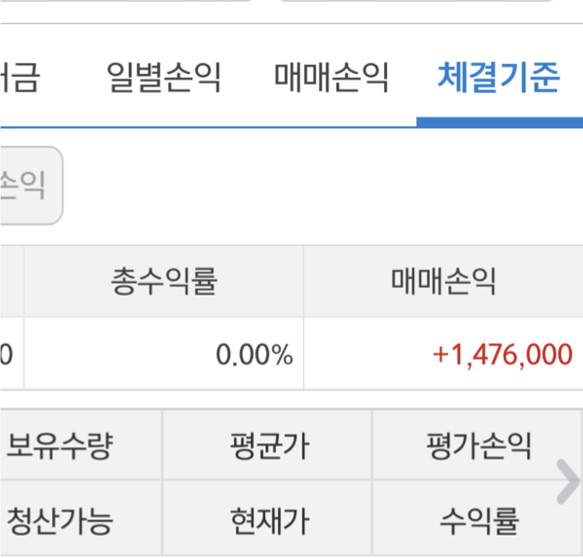 금 일별손익 매매손익 체결기준
손익
총수익률 매매손익
0 0.00% +1,476,000
보유수량 평균가 평가손익
청산가능 현재가 수익률